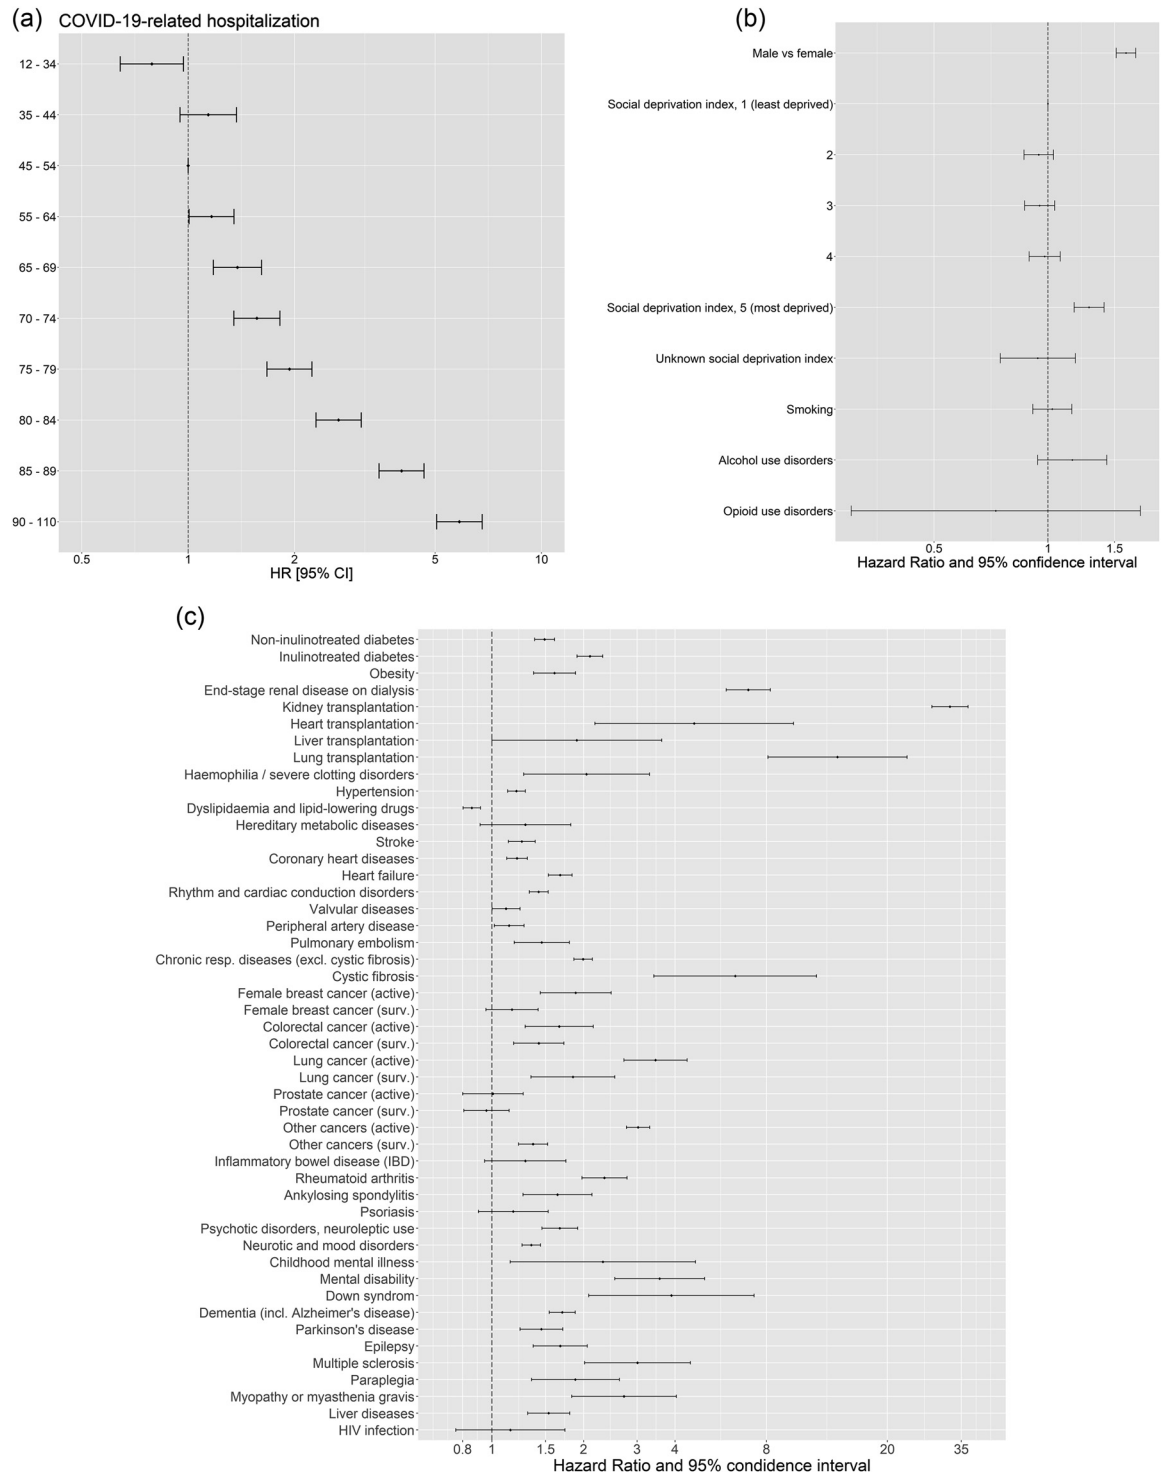 (a) COVID-19-related hospitalization
12 - 34
35 - 44
45 - 54
55 - 64
65 - 69
70 - 74
75 - 79
80 - 84
85 - 89
90 - 110
0.5 1 2 5 10
HR [95% CI]
(b)
Male vs female
Social deprivation index, 1 (least deprived)
2
3
4
Social deprivation index, 5 (most deprived)
Unknown social deprivation index
Smoking
Alcohol use disorders
Opioid use disorders
0.5 1 1.5
Hazard Ratio and 95% confidence interval
(c)
Non-inulinotreated diabetes
Inulinotreated diabetes
Obesity
End-stage renal disease on dialysis
Kidney transplantation
Heart transplantation
Liver transplantation
Lung transplantation
Haemophilia / severe clotting disorders
Hypertension
Dyslipidaemia and lipid-lowering drugs
Hereditary metabolic diseases
Stroke
Coronary heart diseases
Heart failure
Rhythm and cardiac conduction disorders
Valvular diseases
Peripheral artery disease
Pulmonary embolism
Chronic resp. diseases (excl. cystic fibrosis)
Cystic fibrosis
Female breast cancer (active)
Female breast cancer (surv.)
Colorectal cancer (active)
Colorectal cancer (surv.)
Lung cancer (active)
Lung cancer (surv.)
Prostate cancer (active)
Prostate cancer (surv.)
Other cancers (active)
Other cancers (surv.)
Inflammatory bowel disease (IBD)
Rheumatoid arthritis
Ankylosing spondylitis
Psoriasis
Psychotic disorders, neuroleptic use
Neurotic and mood disorders
Childhood mental illness
Mental disability
Down syndrom
Dementia (incl. Alzheimer's disease)
Parkinson's disease
Epilepsy
Multiple sclerosis
Paraplegia
Myopathy or myasthenia gravis
Liver diseases
HIV infection
0.8 1 1.5 2 3 4 8 20 35
Hazard Ratio and 95% condidence interval